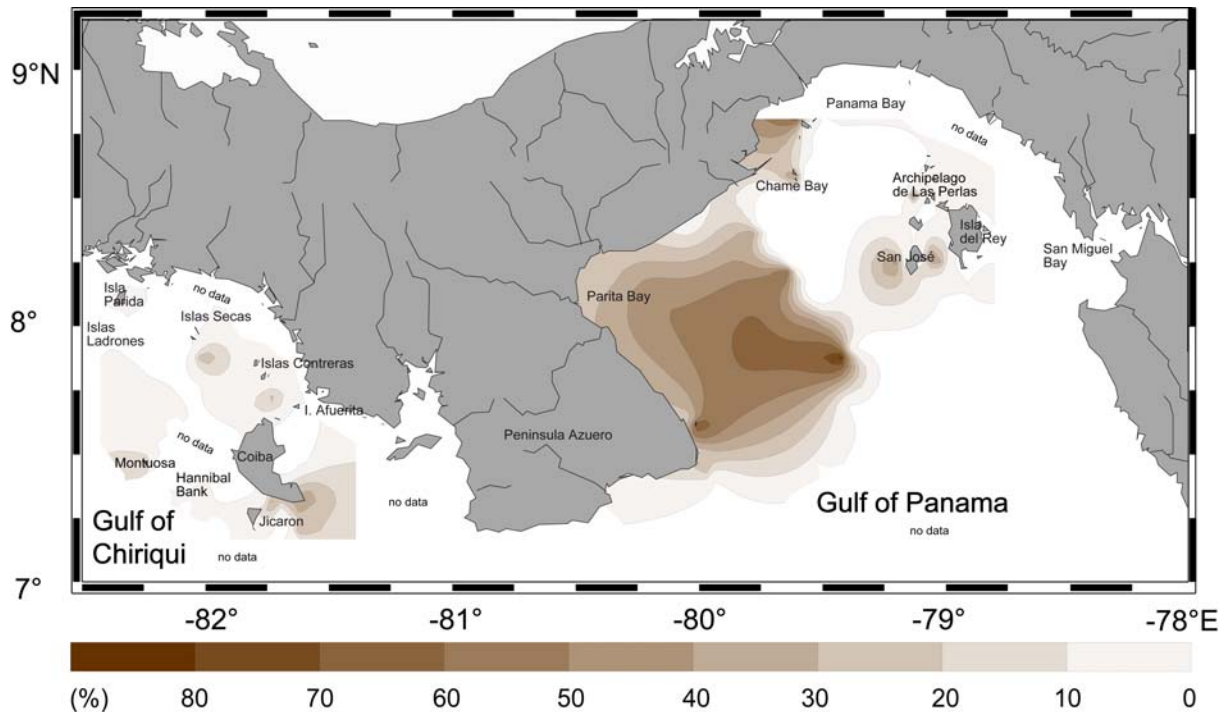 9°N
8°
7°
Panama Bay
no data
Chame Bay
Archipelago
de Las Perlas
Isla
del Rey
San José
San Miguel
Bay
Parita Bay
Isla
Parida
no data
Islas Secas
Islas
Ladrones
Islas Contreras
I. Afuerita
no data
Montuosa
Hannibal
Bank
Coiba
Jicaron
Peninsula Azuero
no data
Gulf of
Chiriqui
no data
Gulf of Panama
no data
-82° -81° -80° -79° -78°E
(%) 80 70 60 50 40 30 20 10 0